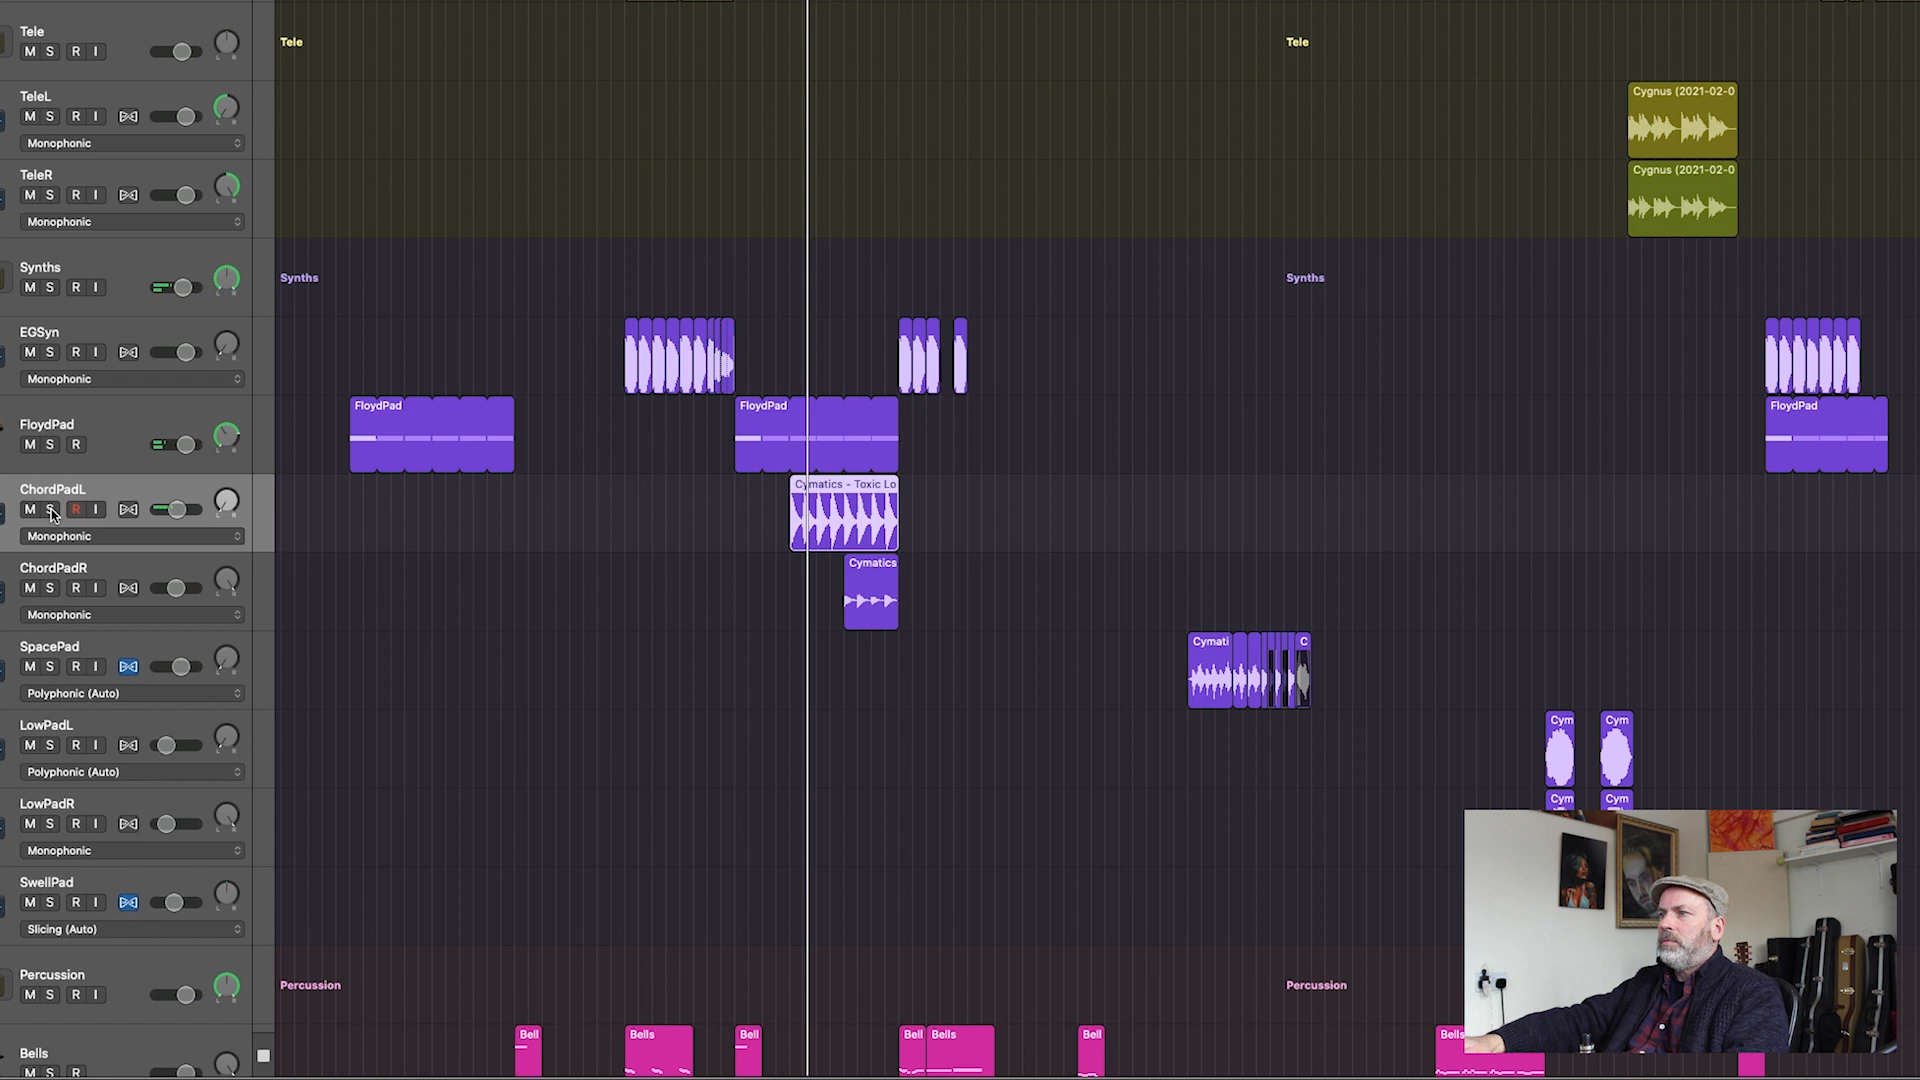 Tele
M S R I
Tele
Tele
TeleL
M S R I
Monophonic
Cygnus (2021-02-0
TeleR
M S R I
Monophonic
Cygnus (2021-02-0
Synths
M S R I
Synths
Synths
EGSyn
M S R I
Monophonic
FloydPad
M S R
FloydPad
FloydPad
FloydPad
ChordPadL
M S R I
Monophonic
Cymatics - Toxic Lo
ChordPadR
M S R I
Monophonic
Cymatics
SpacePad
M S R I
Polyphonic (Auto)
Cymati
C
LowPadL
M S R I
Polyphonic (Auto)
Cym
Cym
LowPadR
M S R I
Monophonic
Cym
Cym
SwellPad
M S R I
Slicing (Auto)
Percussion
M S R I
Percussion
Percussion
Bells
M S R
Bell
Bells
Bell
Bell
Bells
Bell
Bells